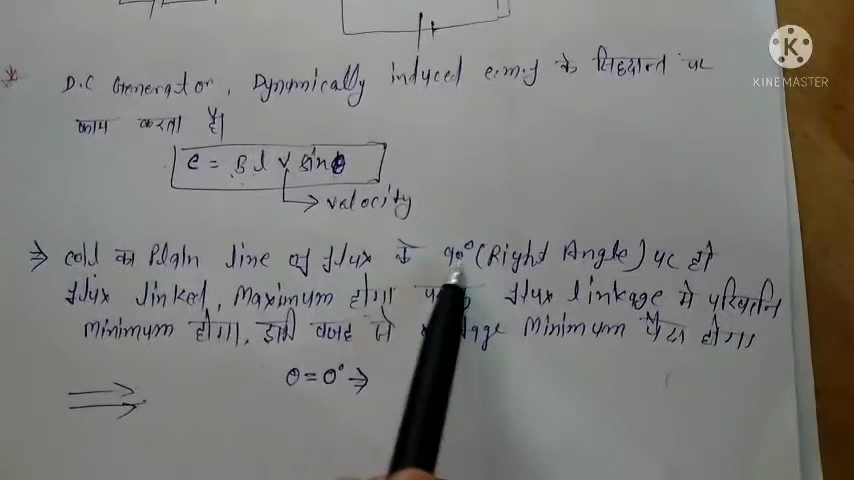 KINEMASTER
* D.C Generator, Dynamically induced e.m.f के सिद्दान्त पर
काम करता है।
e = Bl v sinθ
→ velocity
⇒ coil का Plain line of flux के 90° (Right Angle) पर हो
flux linked, Maximum होगा flux linkage में परिवर्तन
minimum होगा, इसी वजह से minimum पैदा होगा
θ = 0° ⇒